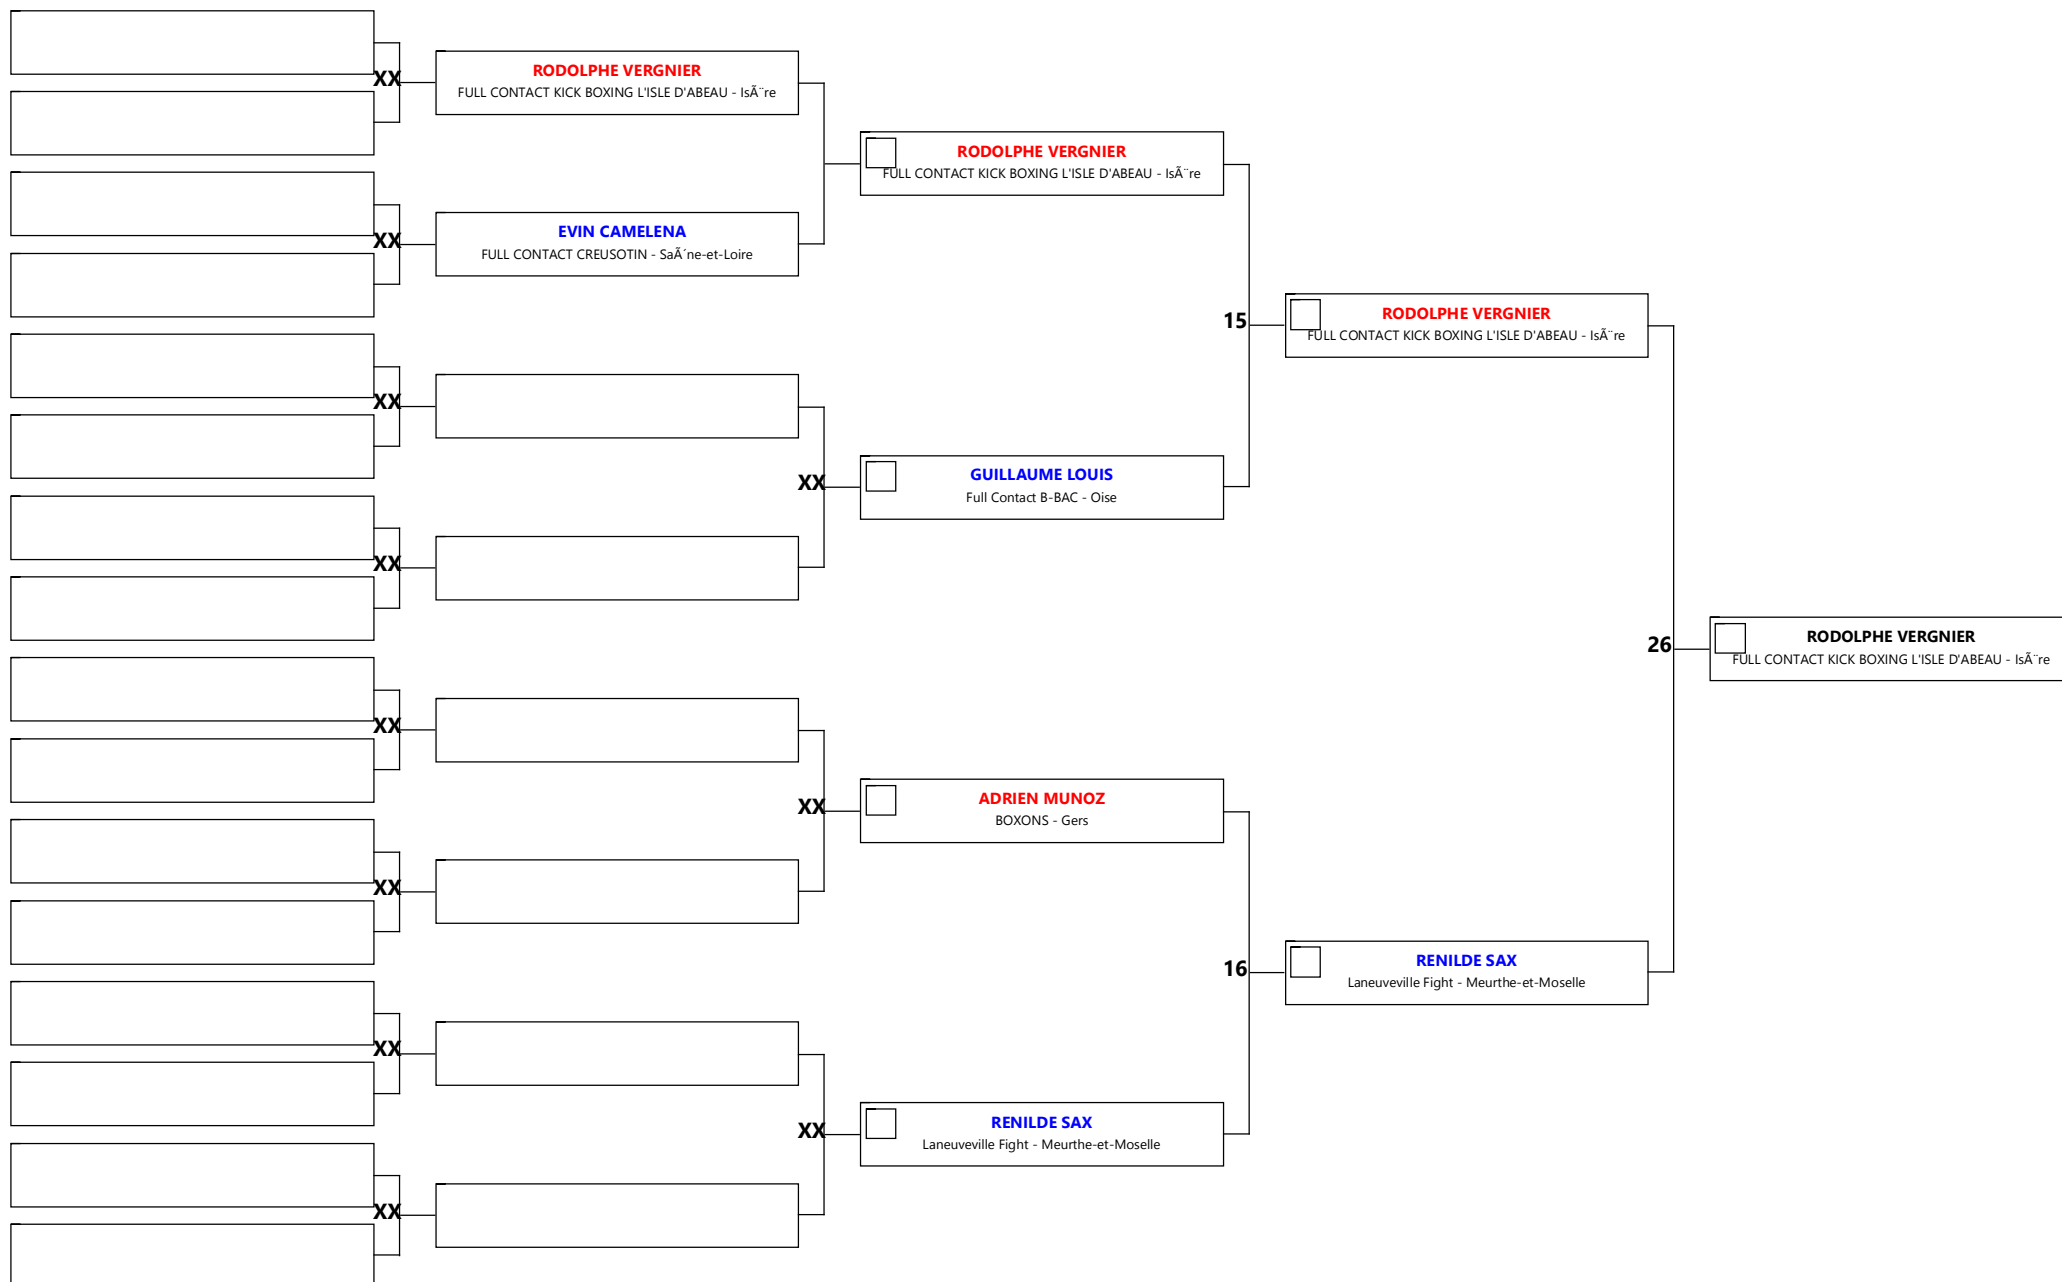 XX
XX
XX
XX
XX
XX
XX
XX
RODOLPHE VERGNIER
FULL CONTACT KICK BOXING L'ISLE D'ABEAU - IsÃ¨re
EVIN CAMELENA
FULL CONTACT CREUSOTIN - SaÃ´ne-et-Loire
XX
XX
XX
RODOLPHE VERGNIER
FULL CONTACT KICK BOXING L'ISLE D'ABEAU - IsÃ¨re
GUILLAUME LOUIS
Full Contact B-BAC - Oise
ADRIEN MUNOZ
BOXONS - Gers
RENILDE SAX
Laneuveville Fight - Meurthe-et-Moselle
15
16
RODOLPHE VERGNIER
FULL CONTACT KICK BOXING L'ISLE D'ABEAU - IsÃ¨re
RENILDE SAX
Laneuveville Fight - Meurthe-et-Moselle
26
RODOLPHE VERGNIER
FULL CONTACT KICK BOXING L'ISLE D'ABEAU - IsÃ¨re